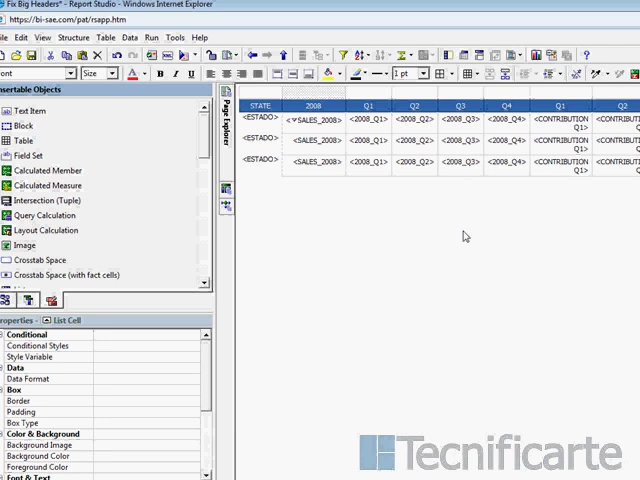 Fix Big Headers* - Report Studio - Windows Internet Explorer
https://bi-sae.com/pat/rsapp.htm
File Edit View Structure Table Data Run Tools Help
Font Size 1 pt
Insertable Objects
Text Item
Block
Table
Field Set
Calculated Member
Calculated Measure
Intersection (Tuple)
Query Calculation
Layout Calculation
Image
Crosstab Space
Crosstab Space (with fact cells)
Page Explorer
STATE 2008 Q1 Q2 Q3 Q4 Q1 Q2
<ESTADO> <SALES_2008> <2008_Q1> <2008_Q2> <2008_Q3> <2008_Q4> <CONTRIBUTION Q1> <CONTRIBUTI
<ESTADO> <SALES_2008> <2008_Q1> <2008_Q2> <2008_Q3> <2008_Q4> <CONTRIBUTION Q1> <CONTRIBUTI
<ESTADO> <SALES_2008> <2008_Q1> <2008_Q2> <2008_Q3> <2008_Q4> <CONTRIBUTION Q1> <CONTRIBUTI
Properties - List Cell
Conditional
Conditional Styles
Style Variable
Data
Data Format
Box
Border
Padding
Box Type
Color & Background
Background Image
Background Color
Foreground Color
Font & Text
Tecnificarte